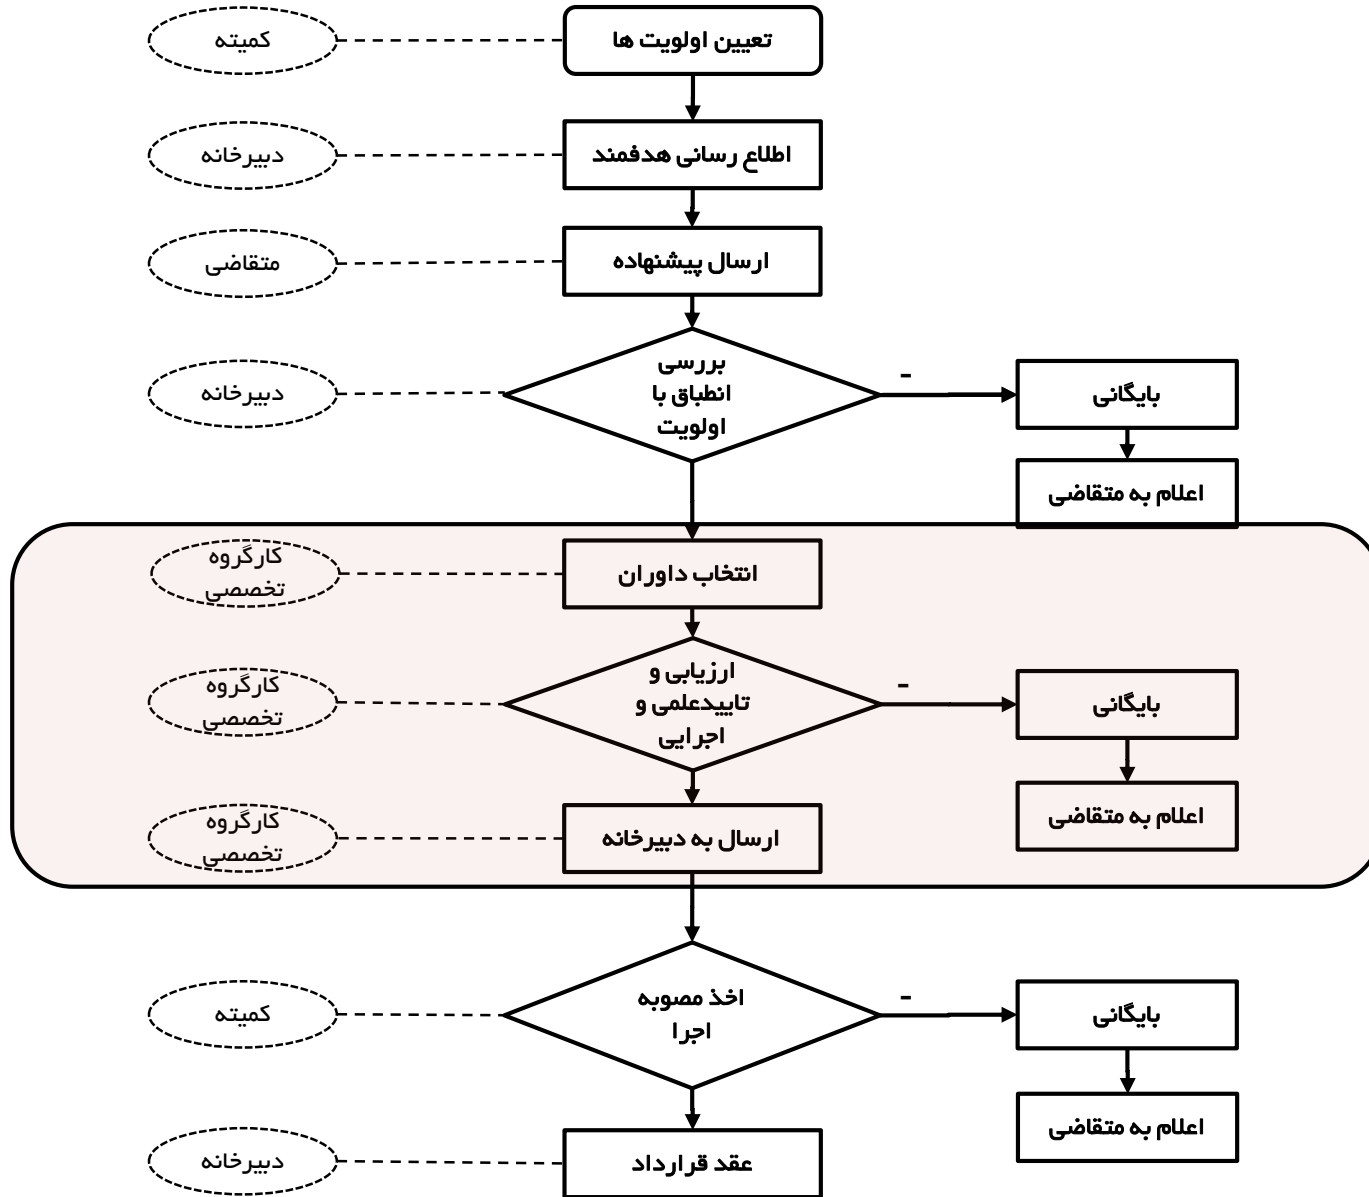 تعیین اولویت ها
کمیته
اطلاع رسانی هدفمند
دبیرخانه
ارسال پیشنهاده
متقاضی
بررسی
انطباق با
اولویت
دبیرخانه
-
بایگانی
اعلام به متقاضی
انتخاب داوران
کارگروه
تخصصی
ارزیابی و
تاییدعلمی و
اجرایی
کارگروه
تخصصی
-
بایگانی
اعلام به متقاضی
ارسال به دبیرخانه
کارگروه
تخصصی
اخذ مصوبه
اجرا
کمیته
-
بایگانی
اعلام به متقاضی
عقد قرارداد
دبیرخانه